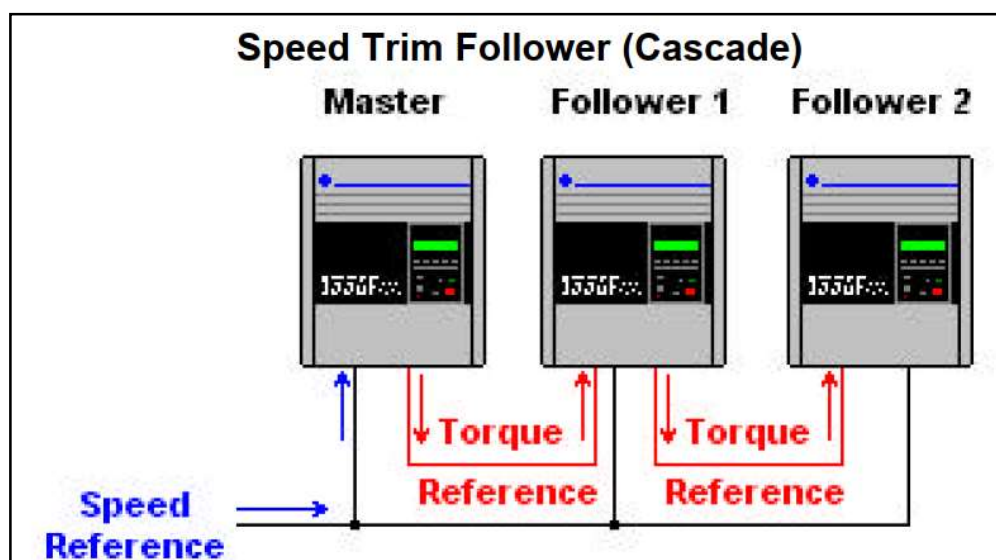 Speed Trim Follower (Cascade)
Master Follower 1 Follower 2
Torque Reference
Torque Reference
Speed Reference